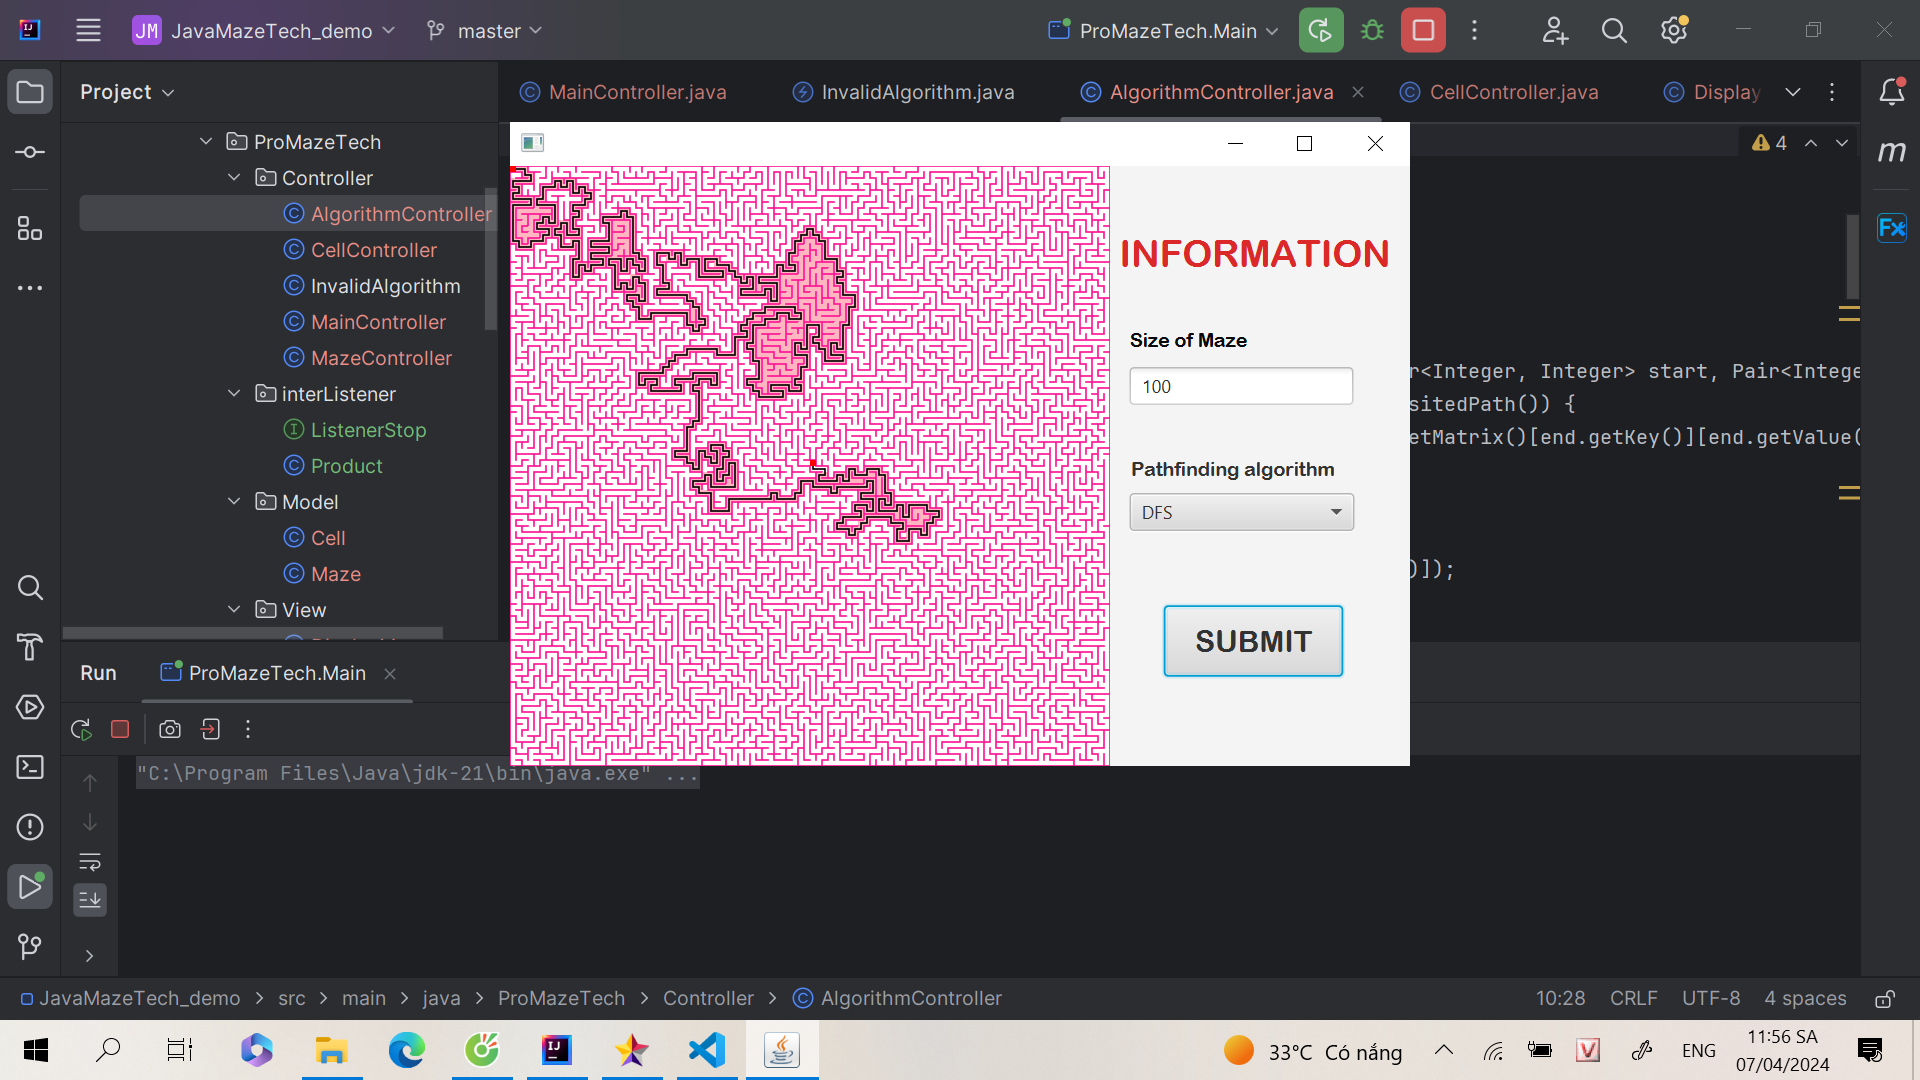 JM JavaMazeTech_demo master ProMazeTech.Main
Project
MainController.java InvalidAlgorithm.java AlgorithmController.java CellController.java Display
4
ProMazeTech
Controller
AlgorithmController
CellController
InvalidAlgorithm
MainController
MazeController
interListener
ListenerStop
Product
Model
Cell
Maze
View
INFORMATION
Size of Maze
100
Pathfinding algorithm
DFS
SUBMIT
r<Integer, Integer> start, Pair<Intege
sitedPath()) {
etMatrix()[end.getKey()][end.getValue(
)]);
m
Fx
Run ProMazeTech.Main
"C:\Program Files\Java\jdk-21\bin\java.exe" ...
JavaMazeTech_demo > src > main > java > ProMazeTech > Controller > AlgorithmController
10:28 CRLF UTF-8 4 spaces
33°C Có nắng
ENG
11:56 SA
07/04/2024